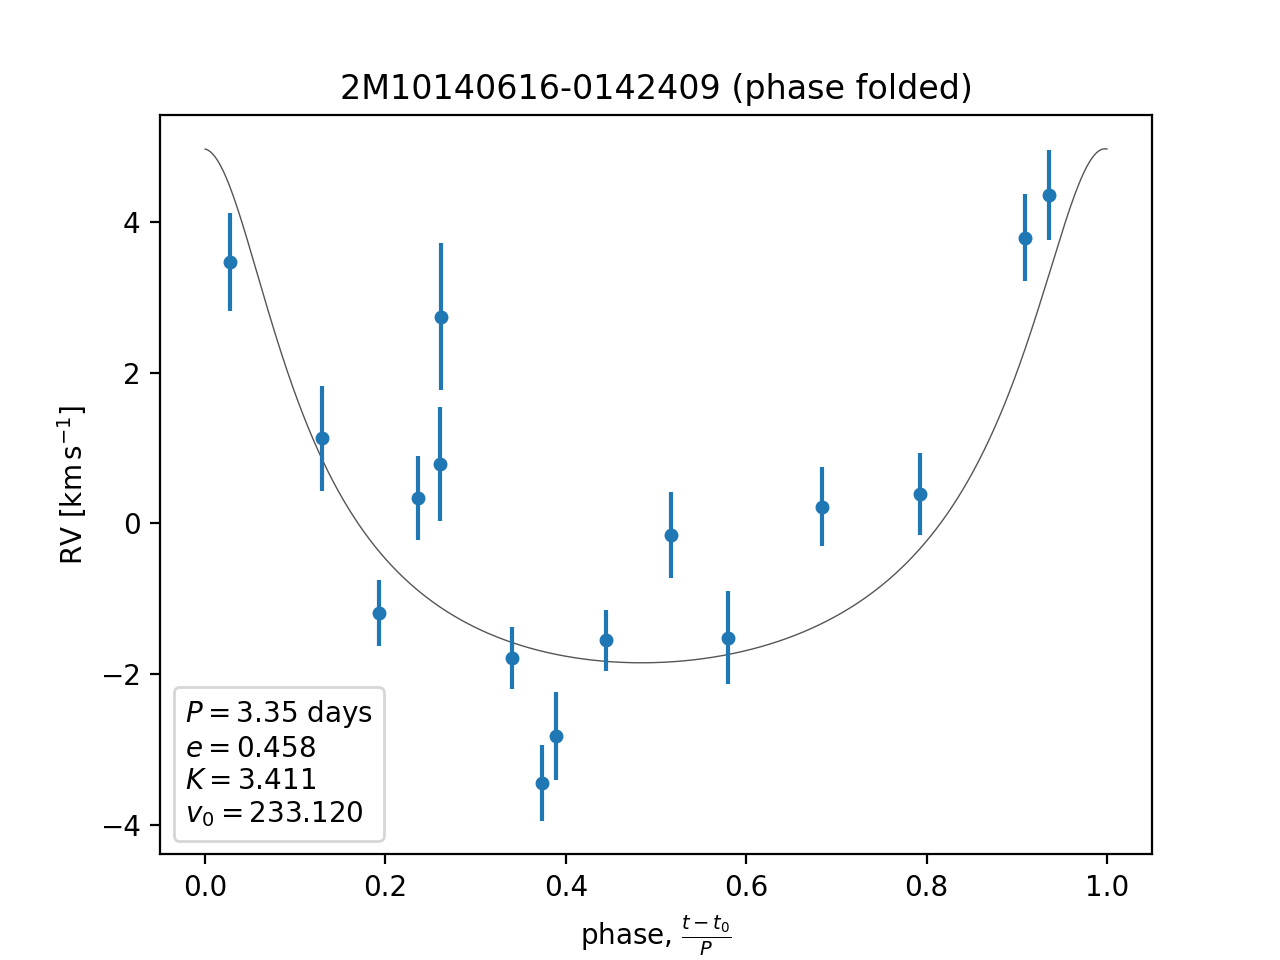 2M10140616-0142409 (phase folded)
RV [km s⁻¹]
4
2
0
−2
−4
P = 3.35 days
e = 0.458
K = 3.411
v₀ = 233.120
0.0 0.2 0.4 0.6 0.8 1.0
phase, (t − t₀)/P